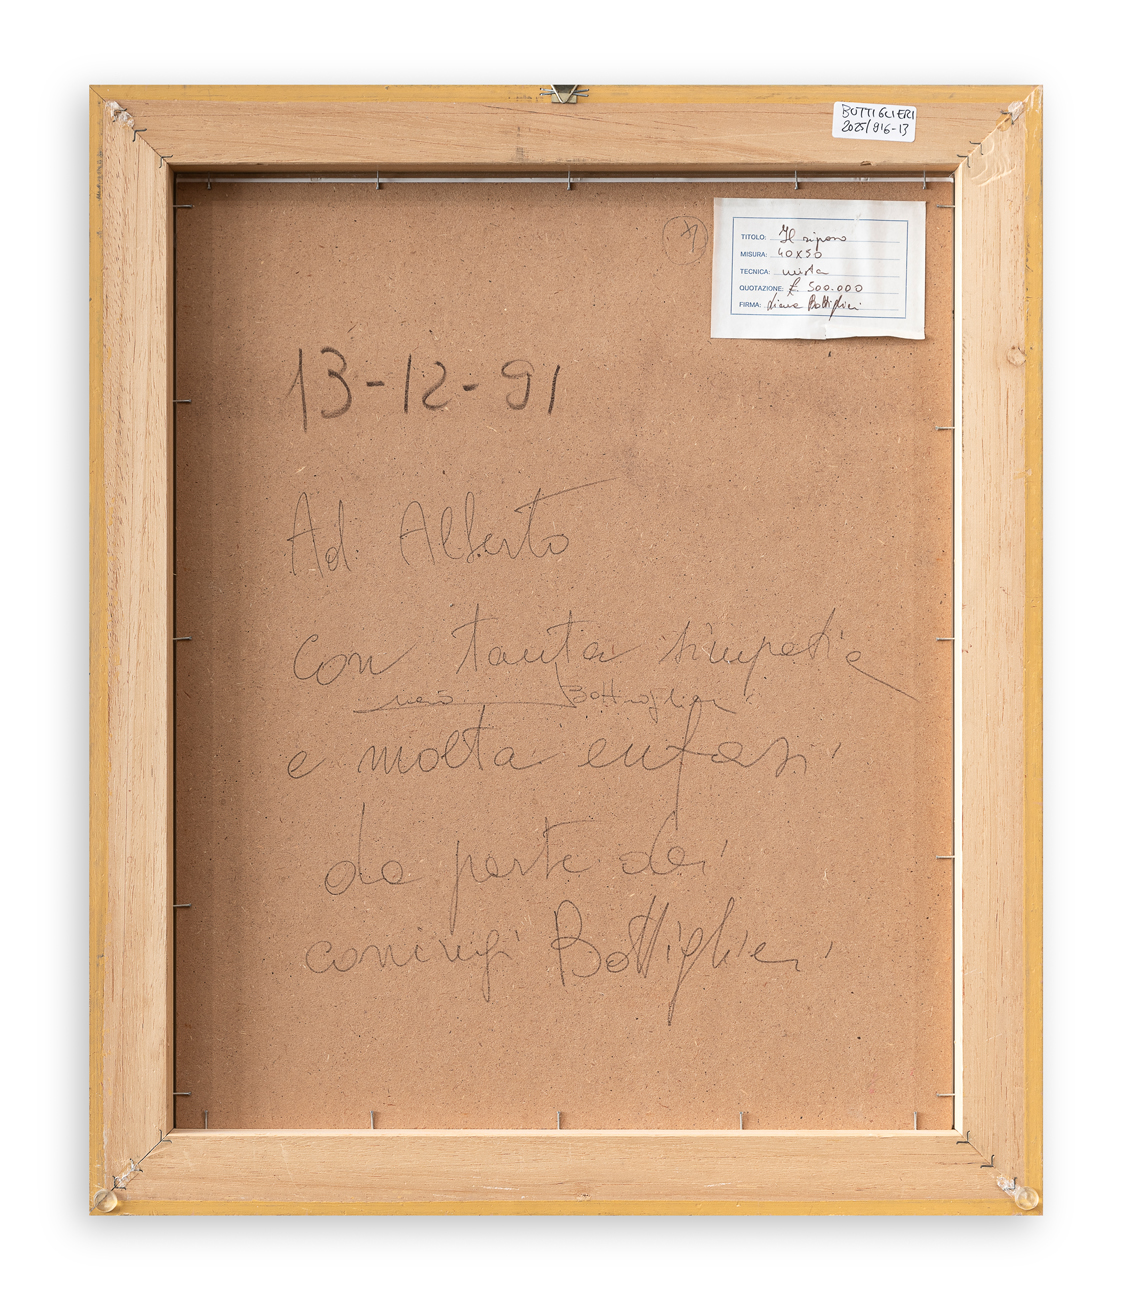 BUTTIGLIERI
2025/916-13
TITOLO: Il riposo
MISURA: 40x50
TECNICA: mista
QUOTAZIONE: £ 500.000
FIRMA:
13-12-91
Ad Alberto
con tanta simpatia
e molta enfasi
da parte dei
coniugi Bottiglieri